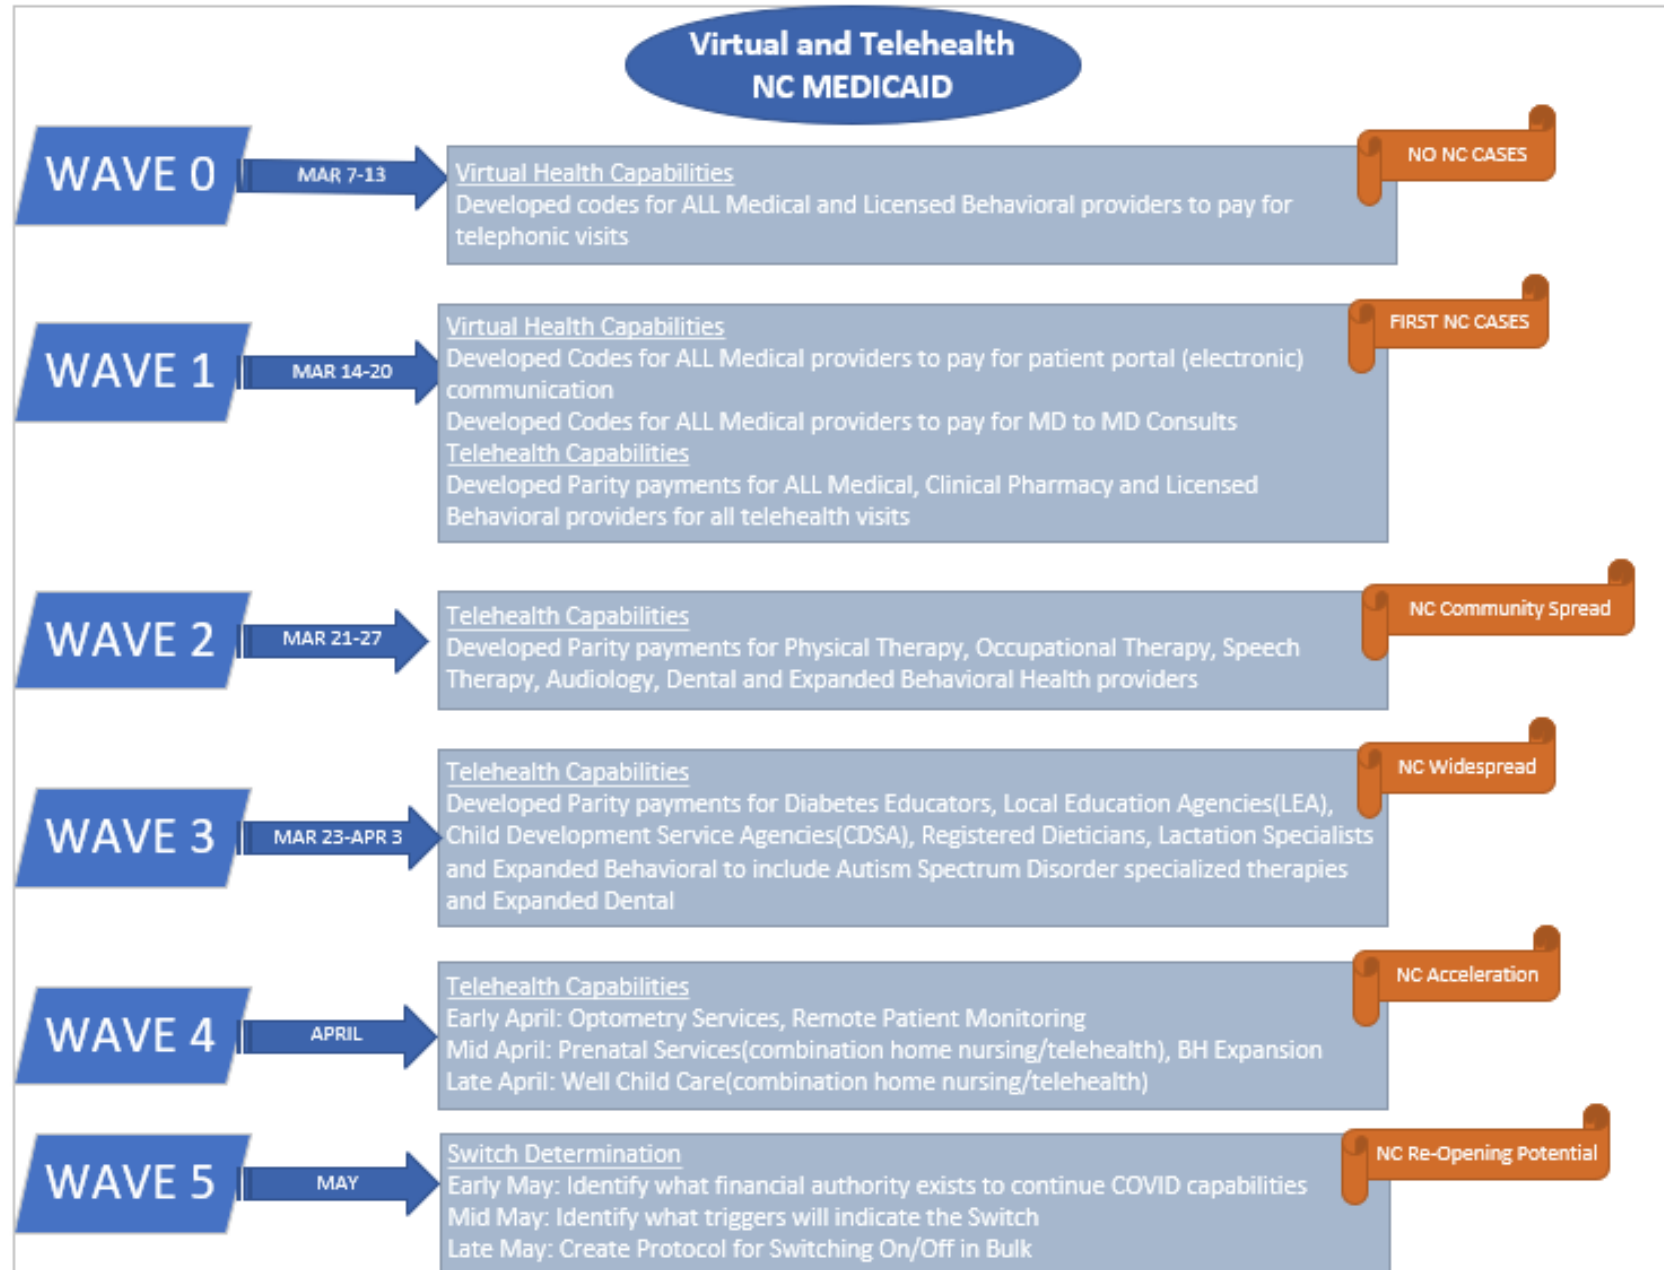 Virtual and Telehealth
NC MEDICAID
WAVE 0
MAR 7-13
NO NC CASES
Virtual Health Capabilities
Developed codes for ALL Medical and Licensed Behavioral providers to pay for
telephonic visits
WAVE 1
MAR 14-20
FIRST NC CASES
Virtual Health Capabilities
Developed Codes for ALL Medical providers to pay for patient portal (electronic)
communication
Developed Codes for ALL Medical providers to pay for MD to MD Consults
Telehealth Capabilities
Developed Parity payments for ALL Medical, Clinical Pharmacy and Licensed
Behavioral providers for all telehealth visits
WAVE 2
MAR 21-27
NC Community Spread
Telehealth Capabilities
Developed Parity payments for Physical Therapy, Occupational Therapy, Speech
Therapy, Audiology, Dental and Expanded Behavioral Health providers
WAVE 3
MAR 23-APR 3
NC Widespread
Telehealth Capabilities
Developed Parity payments for Diabetes Educators, Local Education Agencies(LEA),
Child Development Service Agencies(CDSA), Registered Dieticians, Lactation Specialists
and Expanded Behavioral to include Autism Spectrum Disorder specialized therapies
and Expanded Dental
WAVE 4
APRIL
NC Acceleration
Telehealth Capabilities
Early April: Optometry Services, Remote Patient Monitoring
Mid April: Prenatal Services(combination home nursing/telehealth), BH Expansion
Late April: Well Child Care(combination home nursing/telehealth)
WAVE 5
MAY
NC Re-Opening Potential
Switch Determination
Early May: Identify what financial authority exists to continue COVID capabilities
Mid May: Identify what triggers will indicate the Switch
Late May: Create Protocol for Switching On/Off in Bulk